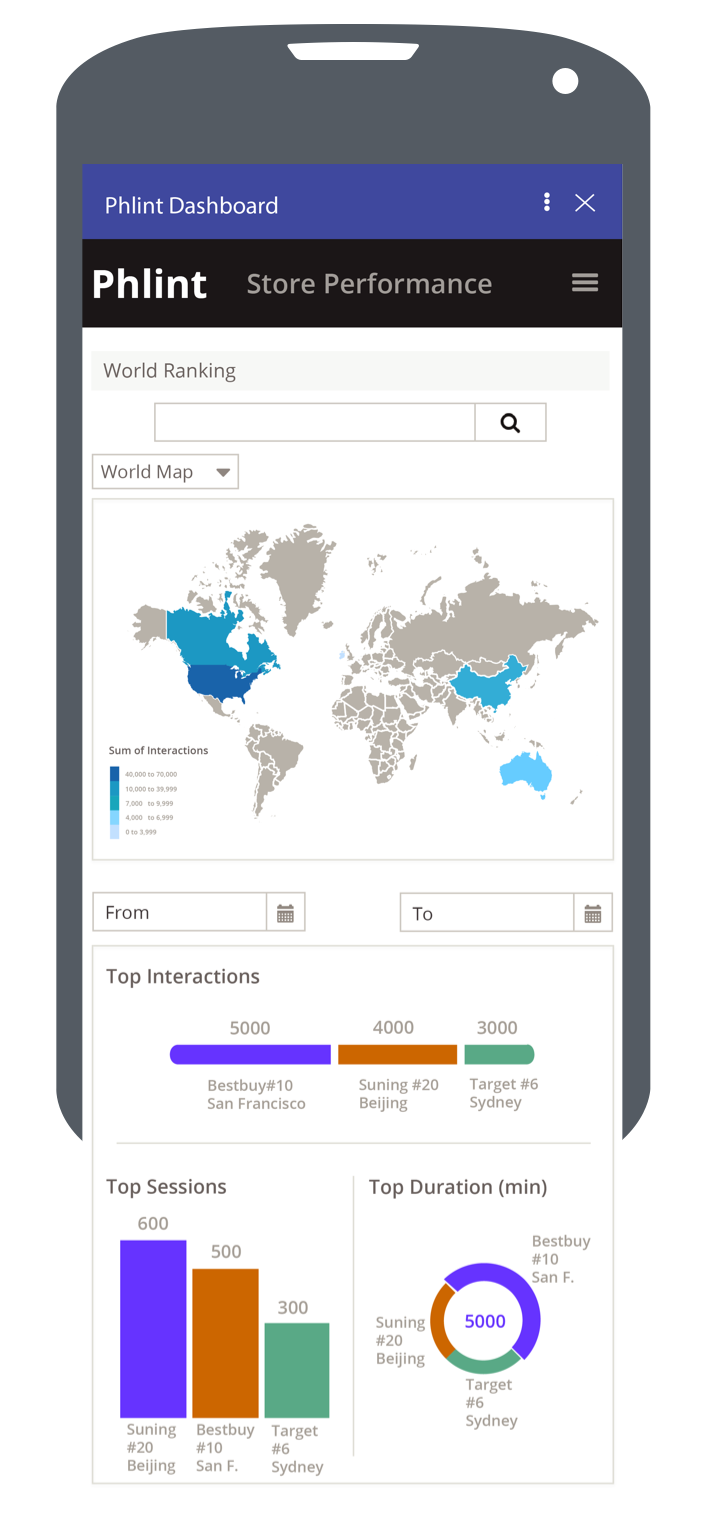 Phlint Dashboard
Phlint Store Performance
World Ranking
World Map
Sum of Interactions
40,000 to 70,000
10,000 to 39,999
7,000 to 9,999
4,000 to 6,999
0 to 3,999
From
To
Top Interactions
5000
4000
3000
Bestbuy#10
San Francisco
Suning #20
Beijing
Target #6
Sydney
Top Sessions
600
500
300
Suning
#20
Beijing
Bestbuy
#10
San F.
Target
#6
Sydney
Top Duration (min)
Bestbuy
#10
San F.
5000
Suning
#20
Beijing
Target
#6
Sydney